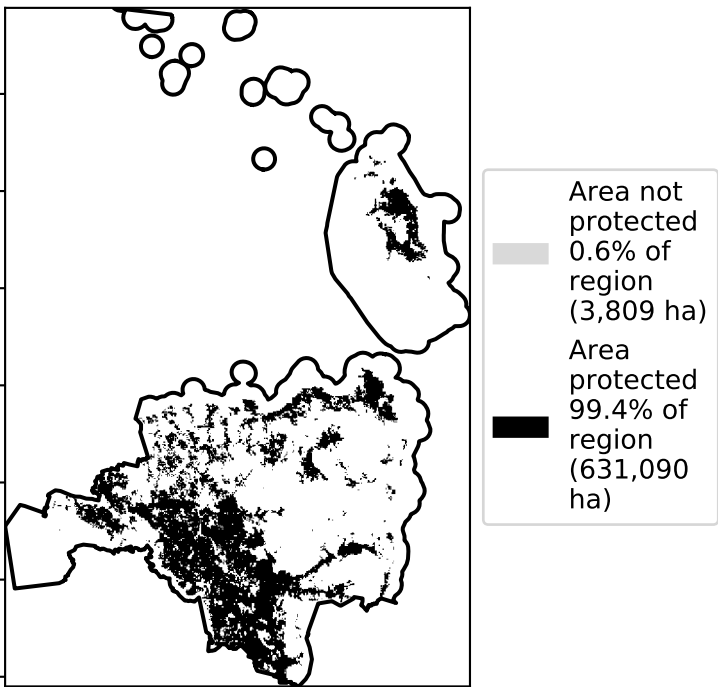 Area not
protected
0.6% of
region
(3,809 ha)
Area
protected
99.4% of
region
(631,090
ha)